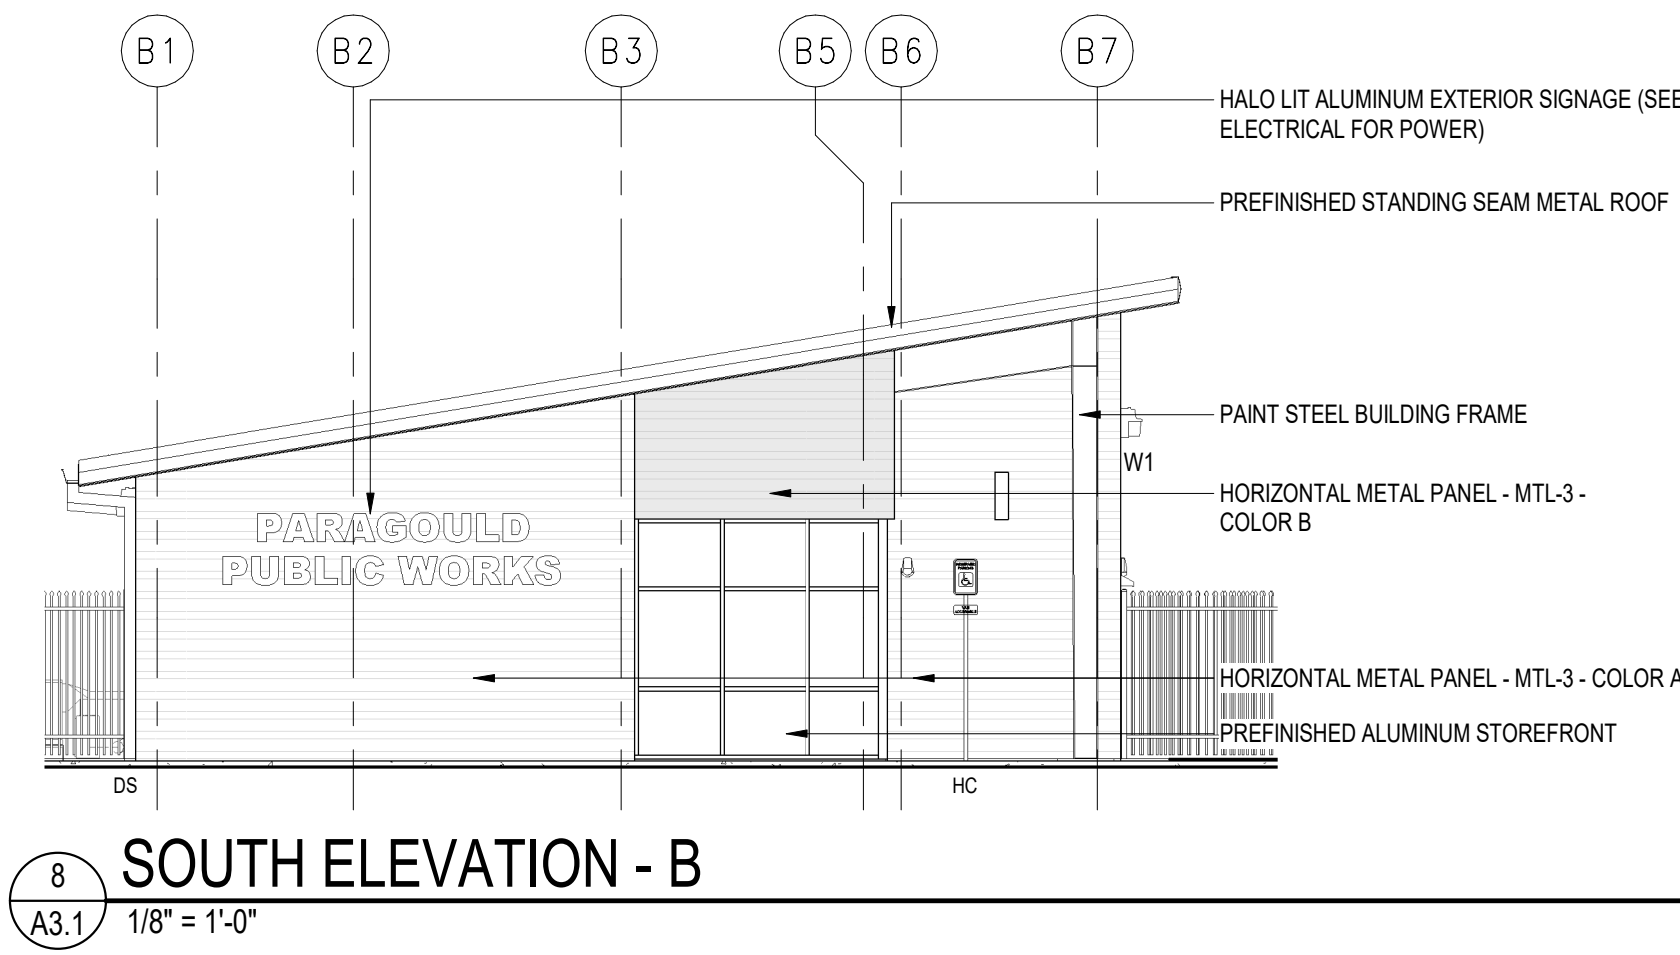 B1 B2 B3 B5 B6 B7
HALO LIT ALUMINUM EXTERIOR SIGNAGE (SEE
ELECTRICAL FOR POWER)
PREFINISHED STANDING SEAM METAL ROOF
PAINT STEEL BUILDING FRAME
W1
HORIZONTAL METAL PANEL - MTL-3 -
COLOR B
PARAGOULD
PUBLIC WORKS
HORIZONTAL METAL PANEL - MTL-3 - COLOR A
PREFINISHED ALUMINUM STOREFRONT
DS HC
8
A3.1
SOUTH ELEVATION - B
1/8" = 1'-0"